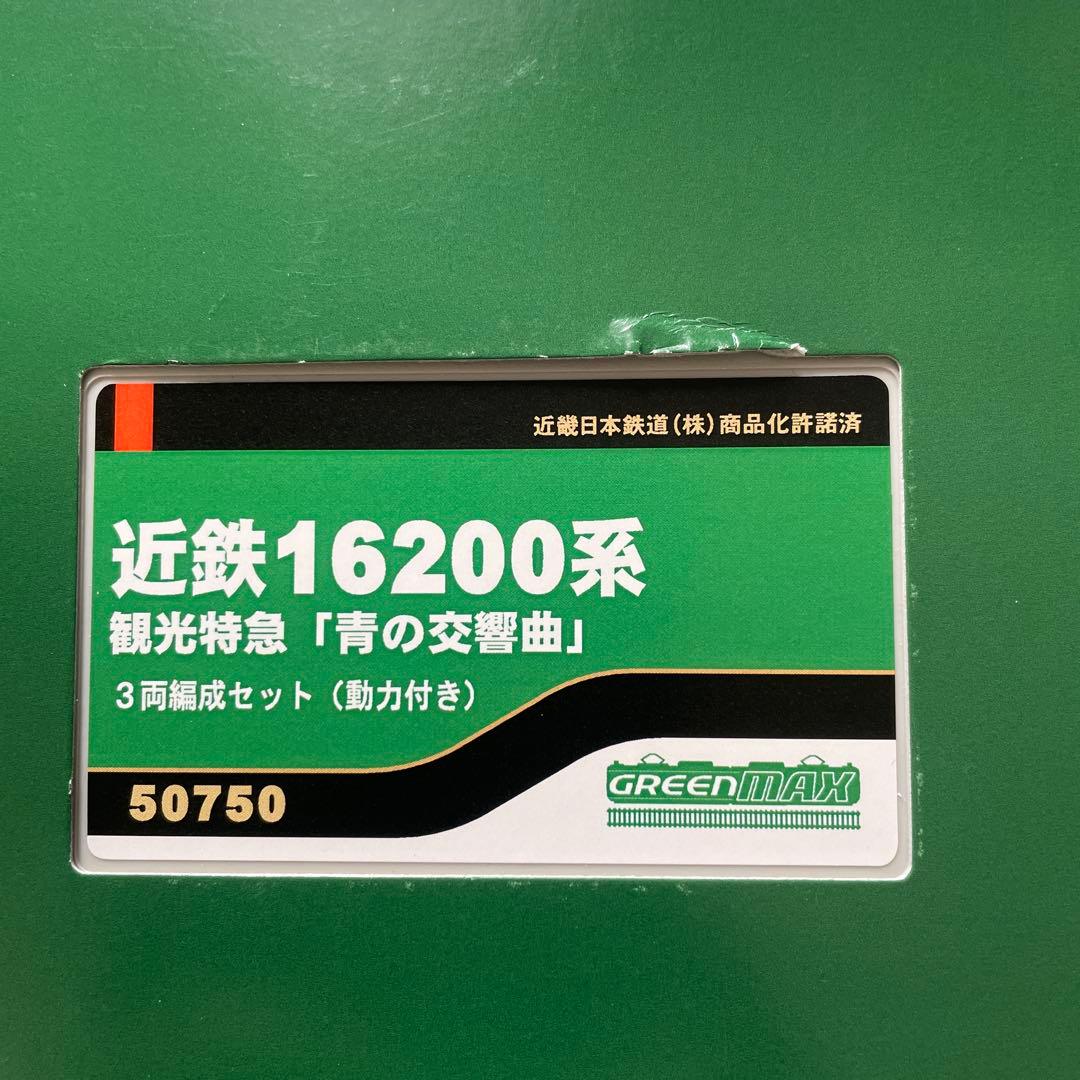 近畿日本鉄道(株)商品化許諾済
近鉄16200系
観光特急「青の交響曲」
3両編成セット(動力付き)
50750
GREENMAX